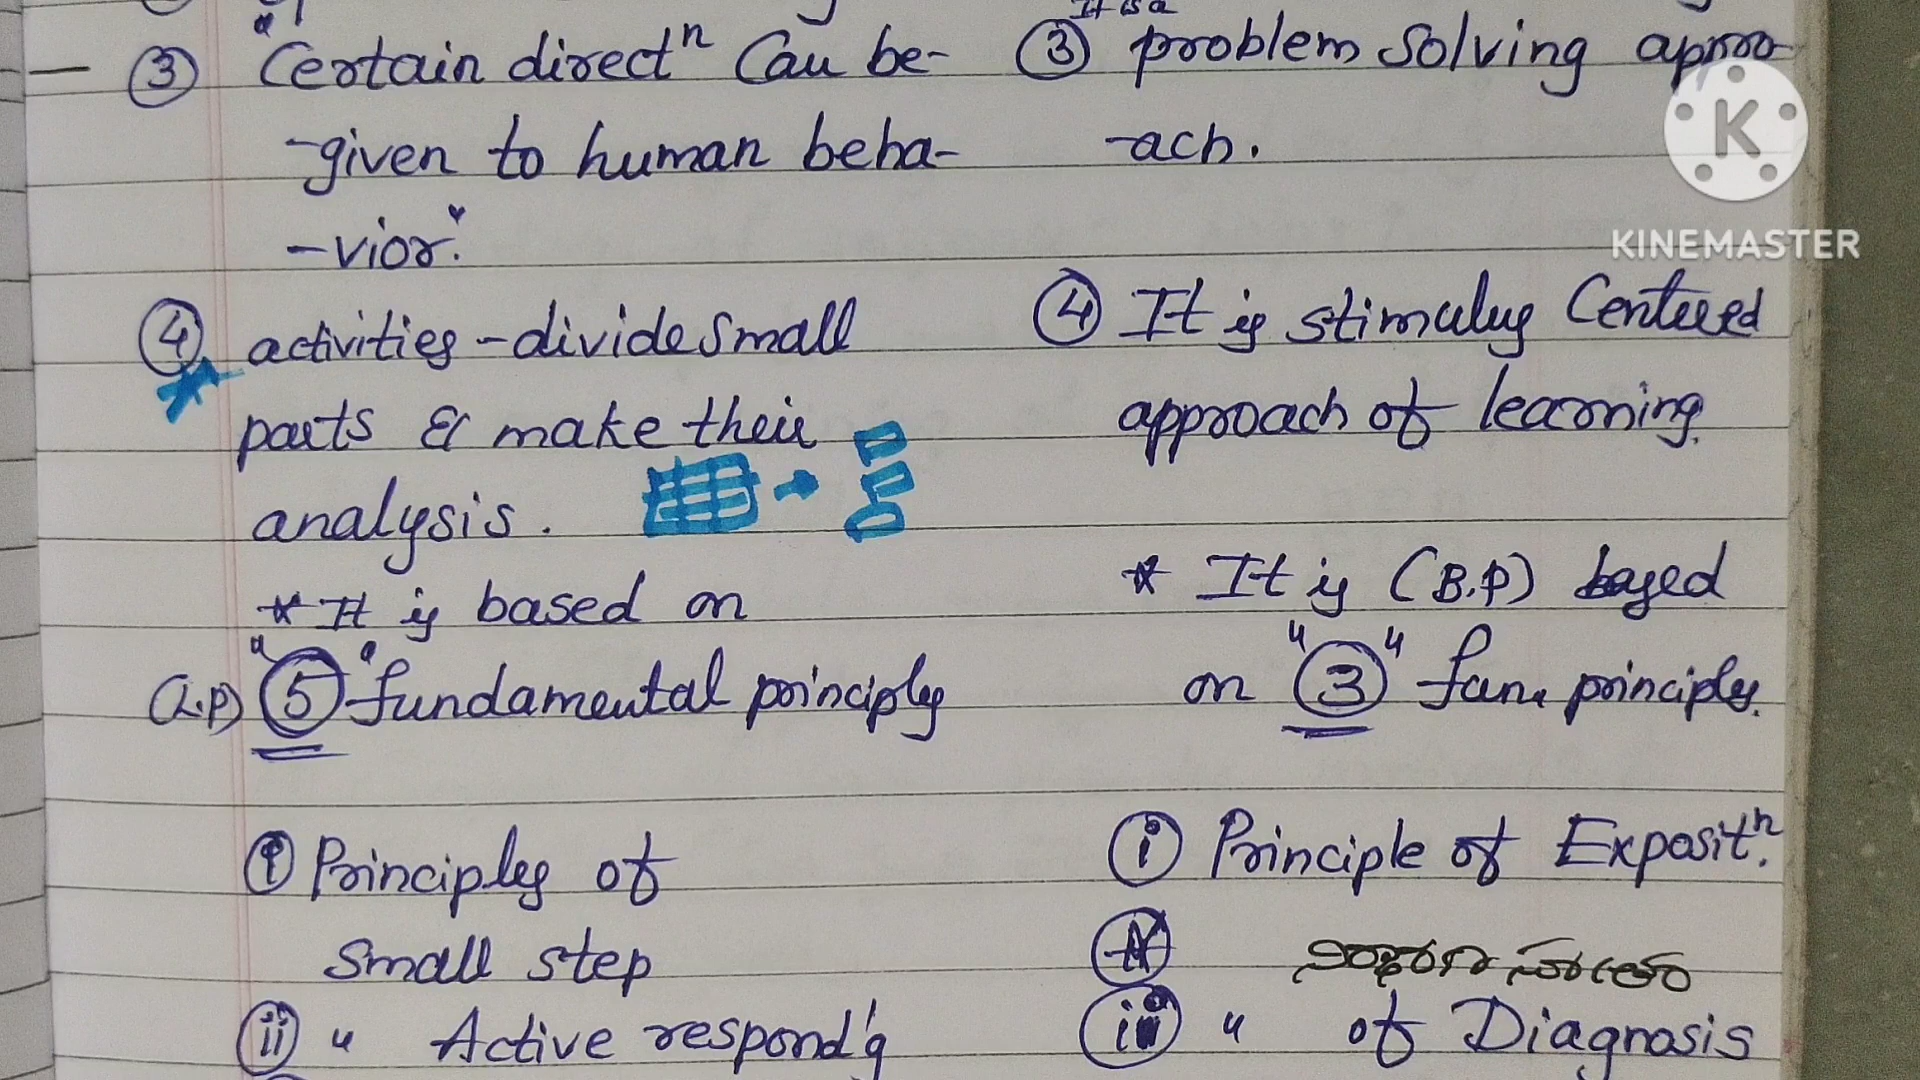 ③ Certain directⁿ Can be-
-given to human beha-
-vior.
④ activities - divide small
parts & make their
analysis.
* It is based on
(L.P) "⑤" fundamental principles
① Principles of
Small step
ⅱ " Active respond'g
It is a
③ problem Solving appro-
-ach.
④ It is stimulus Centered
approach of learning.
* It is (B.P) based
on "③" fun. principles.
ⅰ Principle of Expositⁿ.
ⅱ " of Diagnosis
K
KINEMASTER